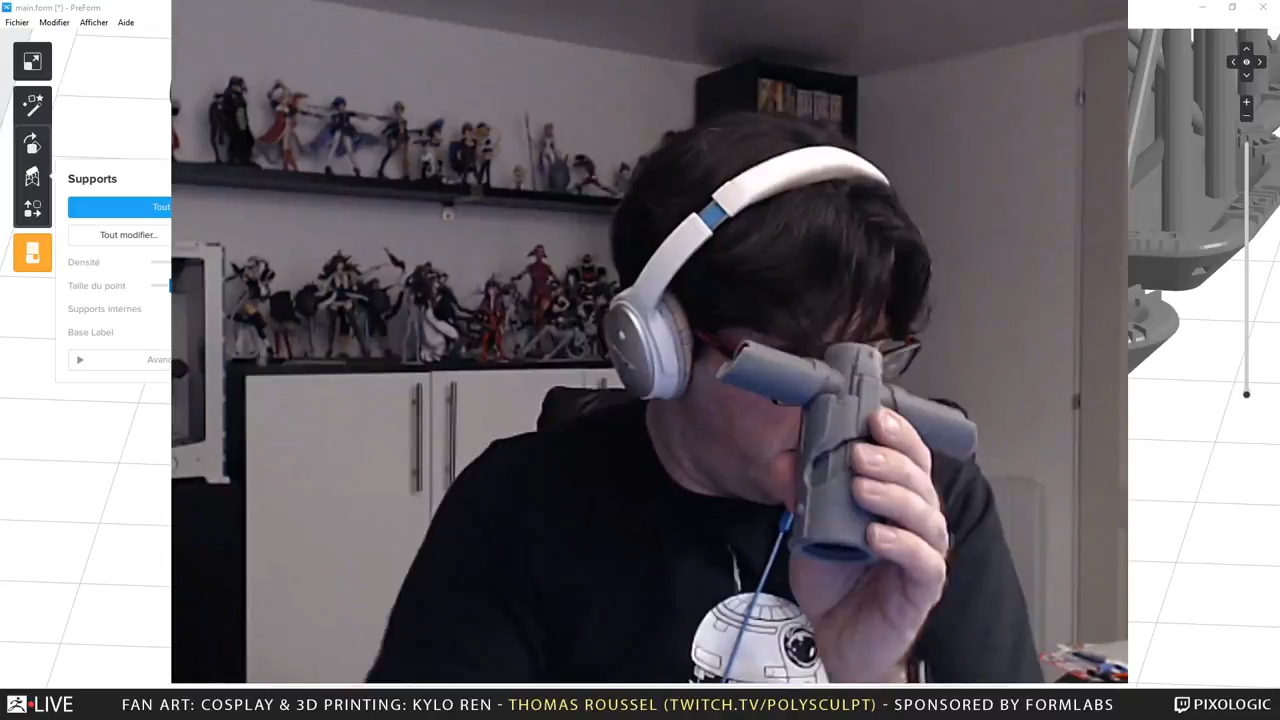 main.form [*] - PreForm
Fichier Modifier Afficher Aide
Supports
Tout
Tout modifier...
Densité
Taille du point
Supports internes
Base Label
LIVE FAN ART: COSPLAY & 3D PRINTING: KYLO REN - THOMAS ROUSSEL (TWITCH.TV/POLYSCULPT) - SPONSORED BY FORMLABS PIXOLOGIC